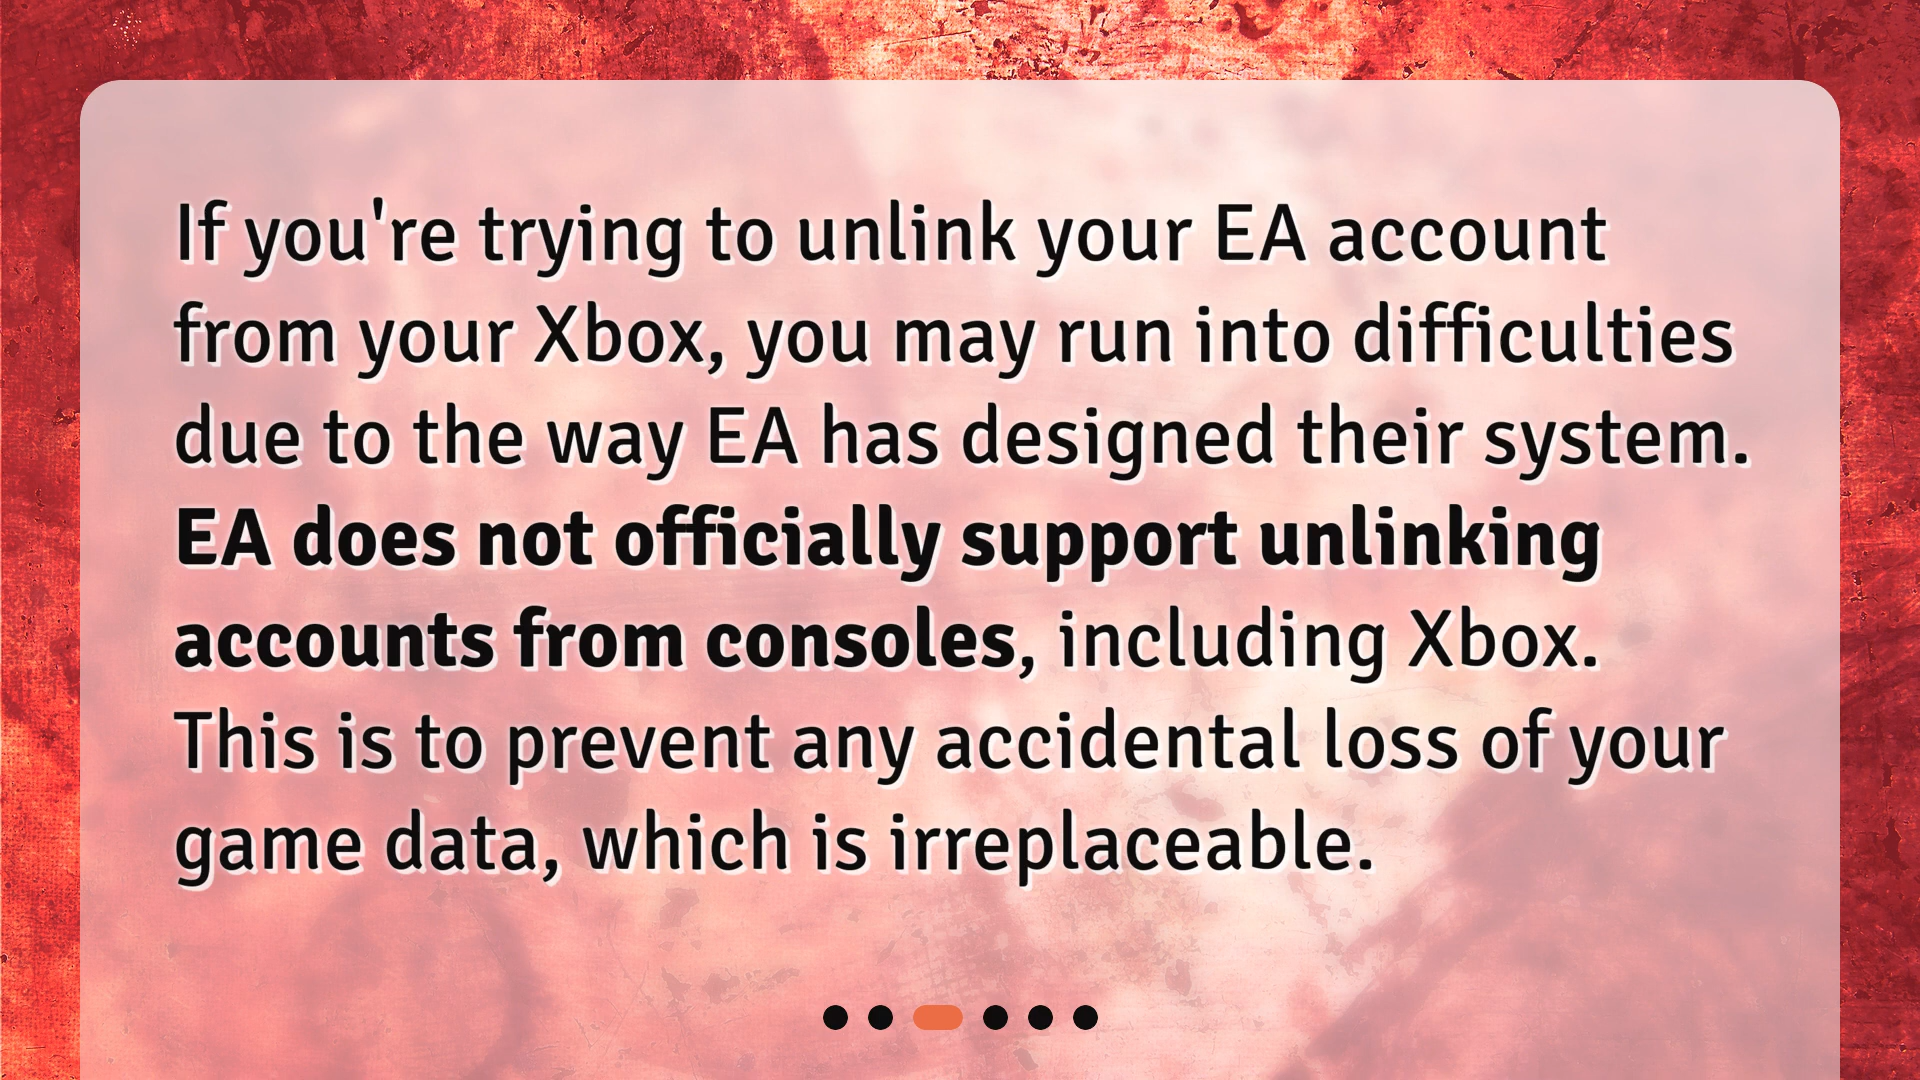 If you're trying to unlink your EA account
from your Xbox, you may run into difficulties
due to the way EA has designed their system.
EA does not officially support unlinking
accounts from consoles, including Xbox.
This is to prevent any accidental loss of your
game data, which is irreplaceable.